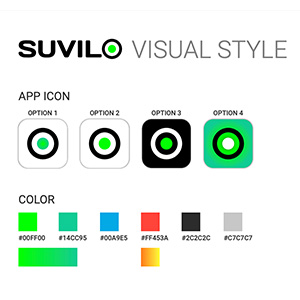 SUVILO VISUAL STYLE
APP ICON
OPTION 1 OPTION 2 OPTION 3 OPTION 4
COLOR
#00FF00 #14CC95 #00A9E5 #FF453A #2C2C2C #C7C7C7